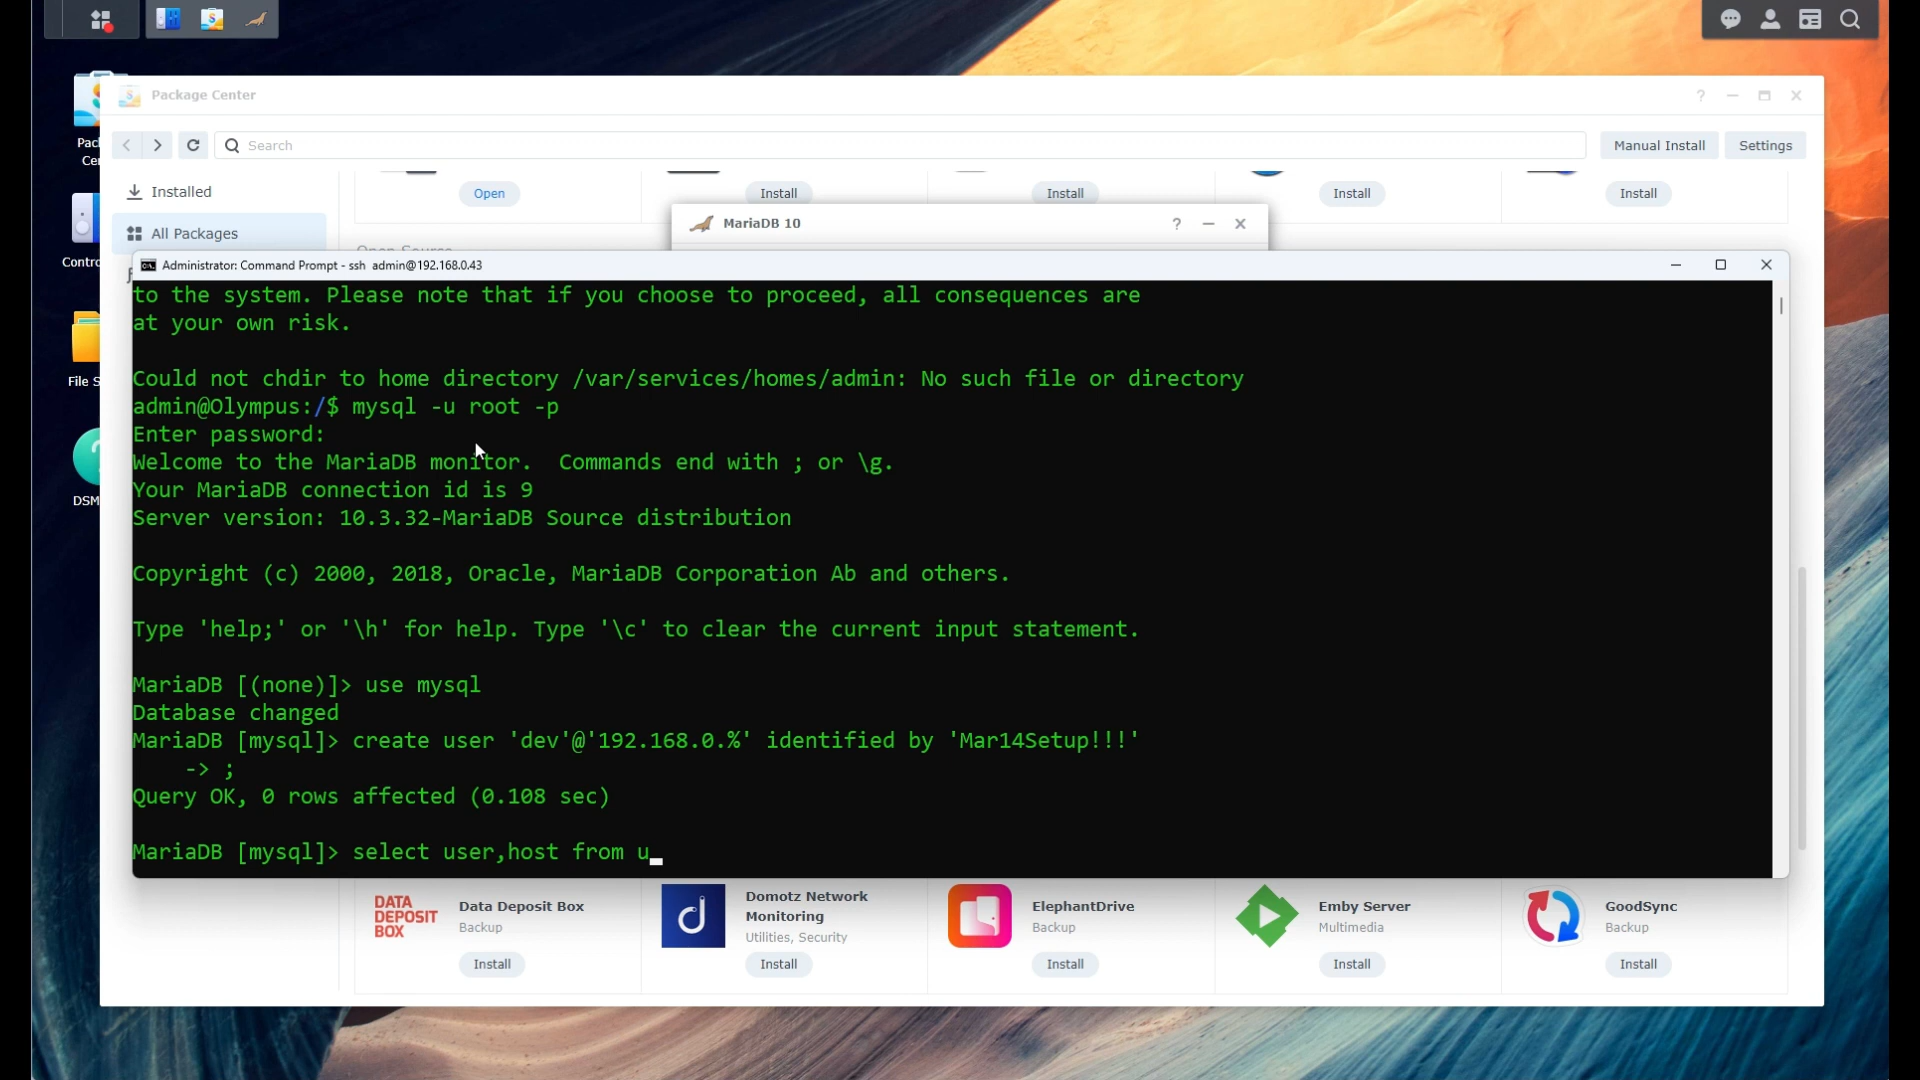 Package Center
Search
Manual Install
Settings
Installed
All Packages
Open
Install
Install
Install
Install
MariaDB 10
Administrator: Command Prompt - ssh  admin@192.168.0.43
to the system. Please note that if you choose to proceed, all consequences are
at your own risk.
Could not chdir to home directory /var/services/homes/admin: No such file or directory
admin@Olympus:/$ mysql -u root -p
Enter password:
Welcome to the MariaDB monitor.  Commands end with ; or \g.
Your MariaDB connection id is 9
Server version: 10.3.32-MariaDB Source distribution
Copyright (c) 2000, 2018, Oracle, MariaDB Corporation Ab and others.
Type 'help;' or '\h' for help. Type '\c' to clear the current input statement.
MariaDB [(none)]> use mysql
Database changed
MariaDB [mysql]> create user 'dev'@'192.168.0.%' identified by 'Mar14Setup!!!'
    -> ;
Query OK, 0 rows affected (0.108 sec)
MariaDB [mysql]> select user,host from u
Pac
Ce
Contro
File S
DSM
DATA
DEPOSIT
BOX
Data Deposit Box
Backup
Install
Domotz Network
Monitoring
Utilities, Security
Install
ElephantDrive
Backup
Install
Emby Server
Multimedia
Install
GoodSync
Backup
Install